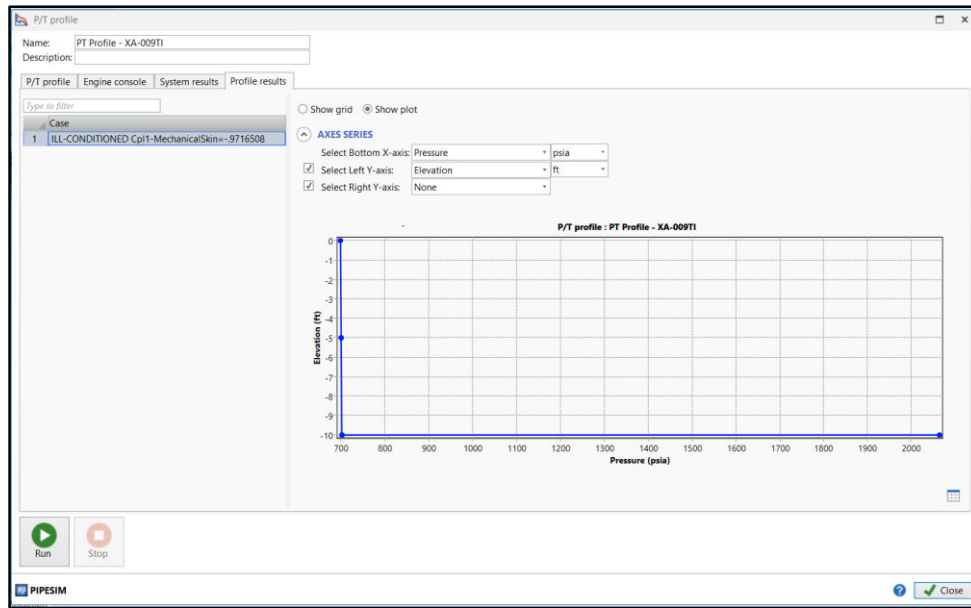 P/T profile
Name: PT Profile - XA-009TI
Description:
P/T profile Engine console System results Profile results
Type to filter
Case
1 ILL-CONDITIONED Cpl1-MechanicalSkin=-.9716508
Show grid Show plot
AXES SERIES
Select Bottom X-axis: Pressure psia
Select Left Y-axis: Elevation ft
Select Right Y-axis: None
P/T profile : PT Profile - XA-009TI
Elevation (ft)
0
-1
-2
-3
-4
-5
-6
-7
-8
-9
-10
700 800 900 1000 1100 1200 1300 1400 1500 1600 1700 1800 1900 2000
Pressure (psia)
Run Stop
PIPESIM
? Close